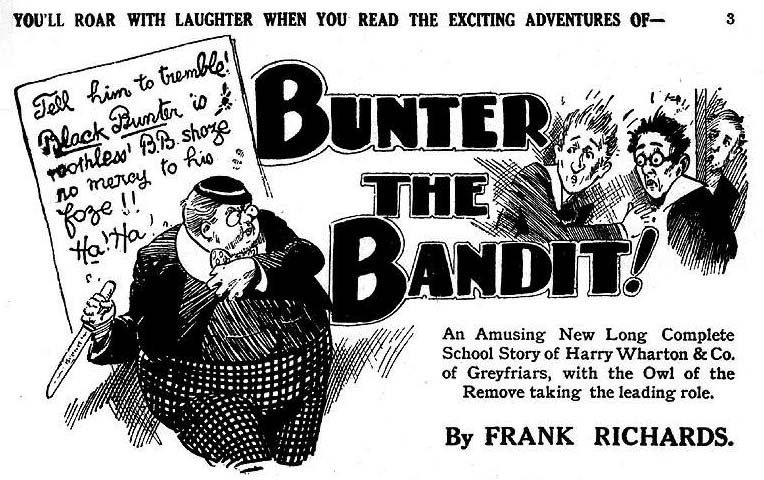 YOU'LL ROAR WITH LAUGHTER WHEN YOU READ THE EXCITING ADVENTURES OF—
3
Tell him to tremble!
Black Bunter is
roothless! B.B. shoze
no mercy to his
foze!!
Ha! Ha!
BUNTER
THE
BANDIT!
An Amusing New Long Complete
School Story of Harry Wharton & Co.
of Greyfriars, with the Owl of the
Remove taking the leading role.
By FRANK RICHARDS.